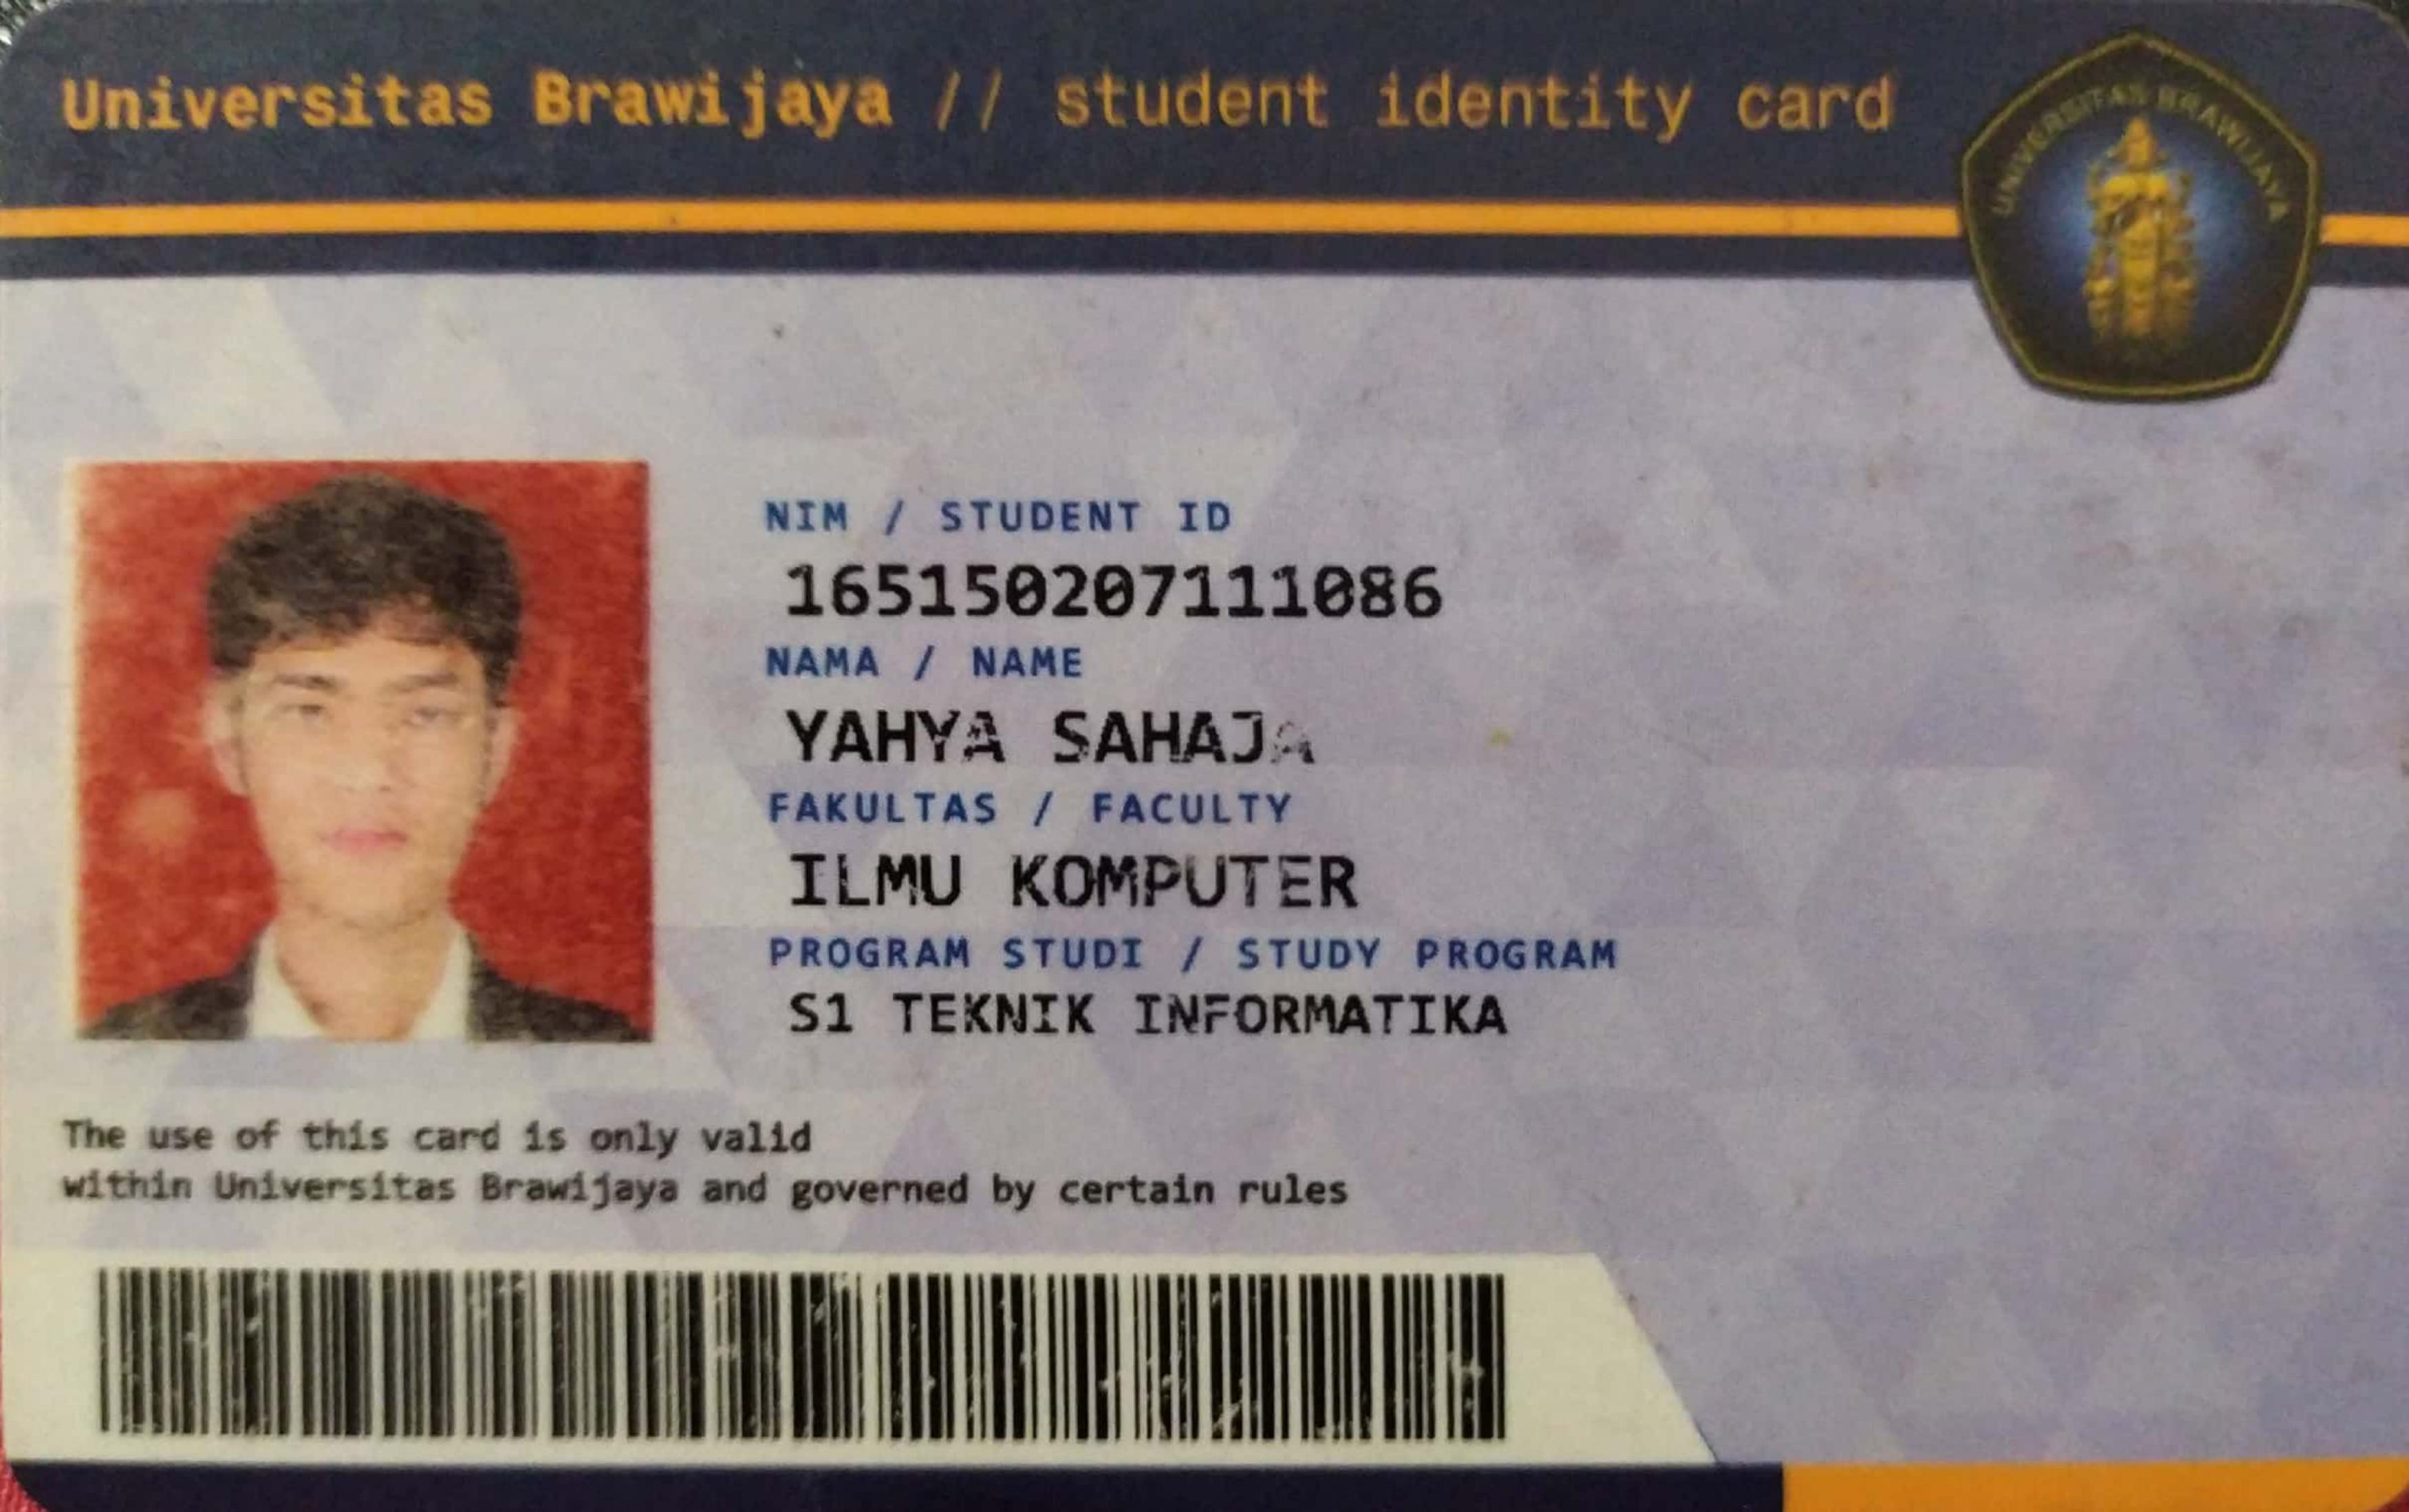 Universitas Brawijaya // student identity card
UNIVERSITAS BRAWIJAYA
NIM / STUDENT ID
165150207111086
NAMA / NAME
YAHYA SAHAJA
FAKULTAS / FACULTY
ILMU KOMPUTER
PROGRAM STUDI / STUDY PROGRAM
S1 TEKNIK INFORMATIKA
The use of this card is only valid
within Universitas Brawijaya and governed by certain rules